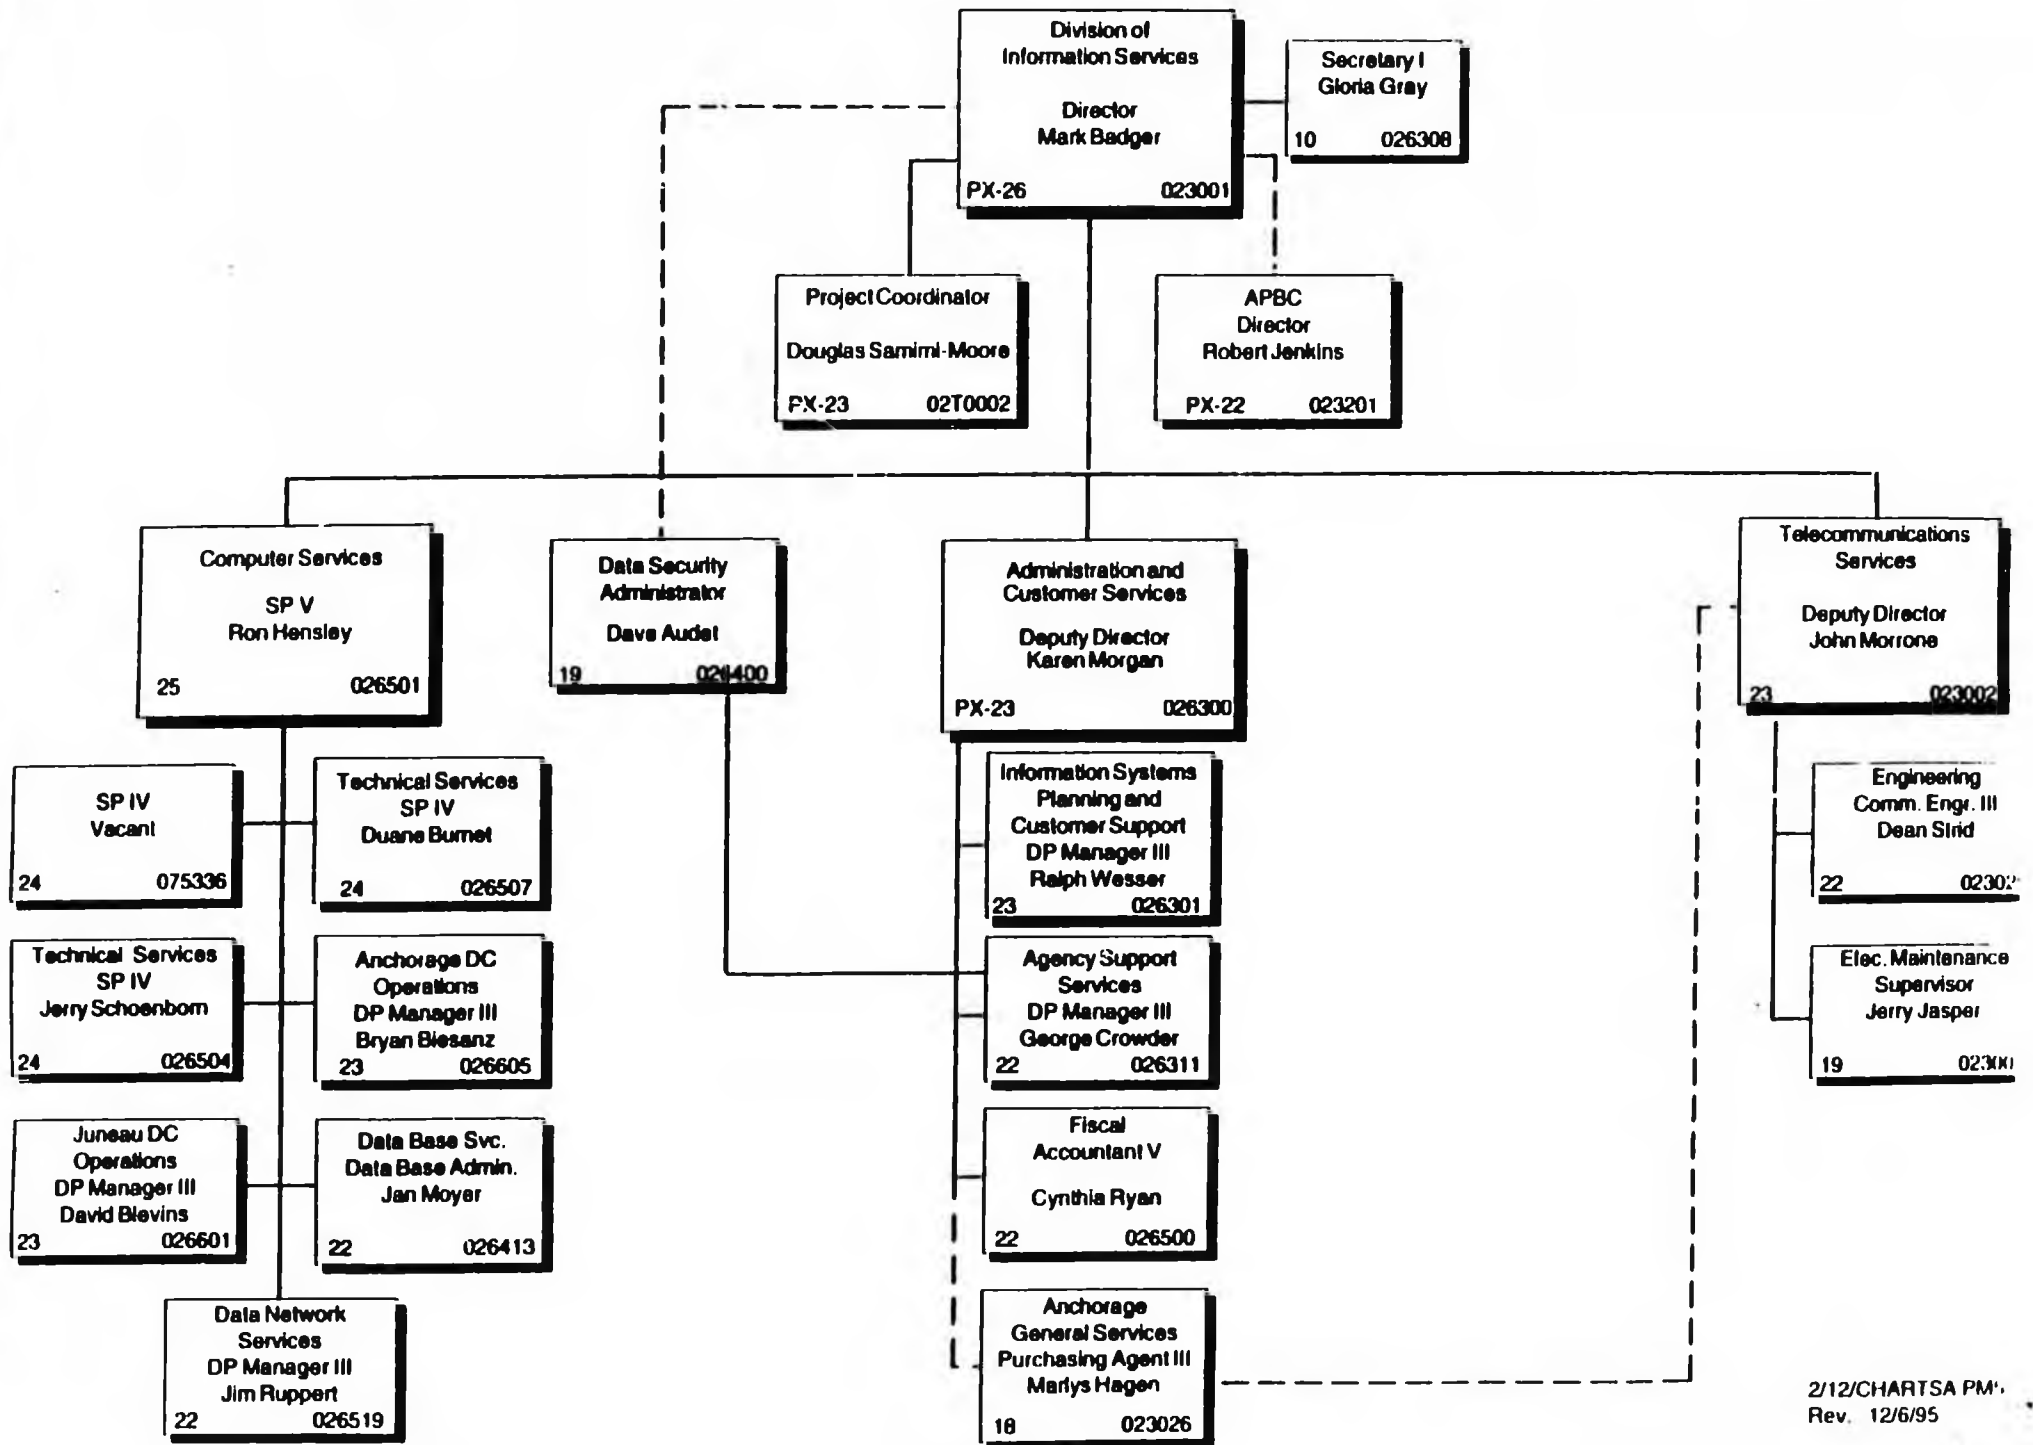 Division of
Information Services
Director
Mark Badger
PX-26 023001
Secretary I
Gloria Gray
10 026308
Project Coordinator
Douglas Samimi-Moore
PX-23 02T0002
APBC
Director
Robert Jenkins
PX-22 023201
Computer Services
SP V
Ron Hensley
25 026501
Data Security
Administrator
Dave Audet
19 026400
Administration and
Customer Services
Deputy Director
Karen Morgan
PX-23 026300
Telecommunications
Services
Deputy Director
John Morrone
23 023002
SP IV
Vacant
24 075336
Technical Services
SP IV
Duane Burnet
24 026507
Technical Services
SP IV
Jerry Schoenborn
24 026504
Anchorage DC
Operations
DP Manager III
Bryan Biesanz
23 026605
Juneau DC
Operations
DP Manager III
David Blevins
23 026601
Data Base Svc.
Data Base Admin.
Jan Moyer
22 026413
Data Network
Services
DP Manager III
Jim Ruppert
22 026519
Information Systems
Planning and
Customer Support
DP Manager III
Ralph Wesser
23 026301
Agency Support
Services
DP Manager III
George Crowder
22 026311
Fiscal
Accountant V
Cynthia Ryan
22 026500
Anchorage
General Services
Purchasing Agent III
Marlys Hagen
18 023026
Engineering
Comm. Engr. III
Dean Strid
22
Elec. Maintenance
Supervisor
Jerry Jasper
19
2/12/CHARTSA
Rev. 12/6/95